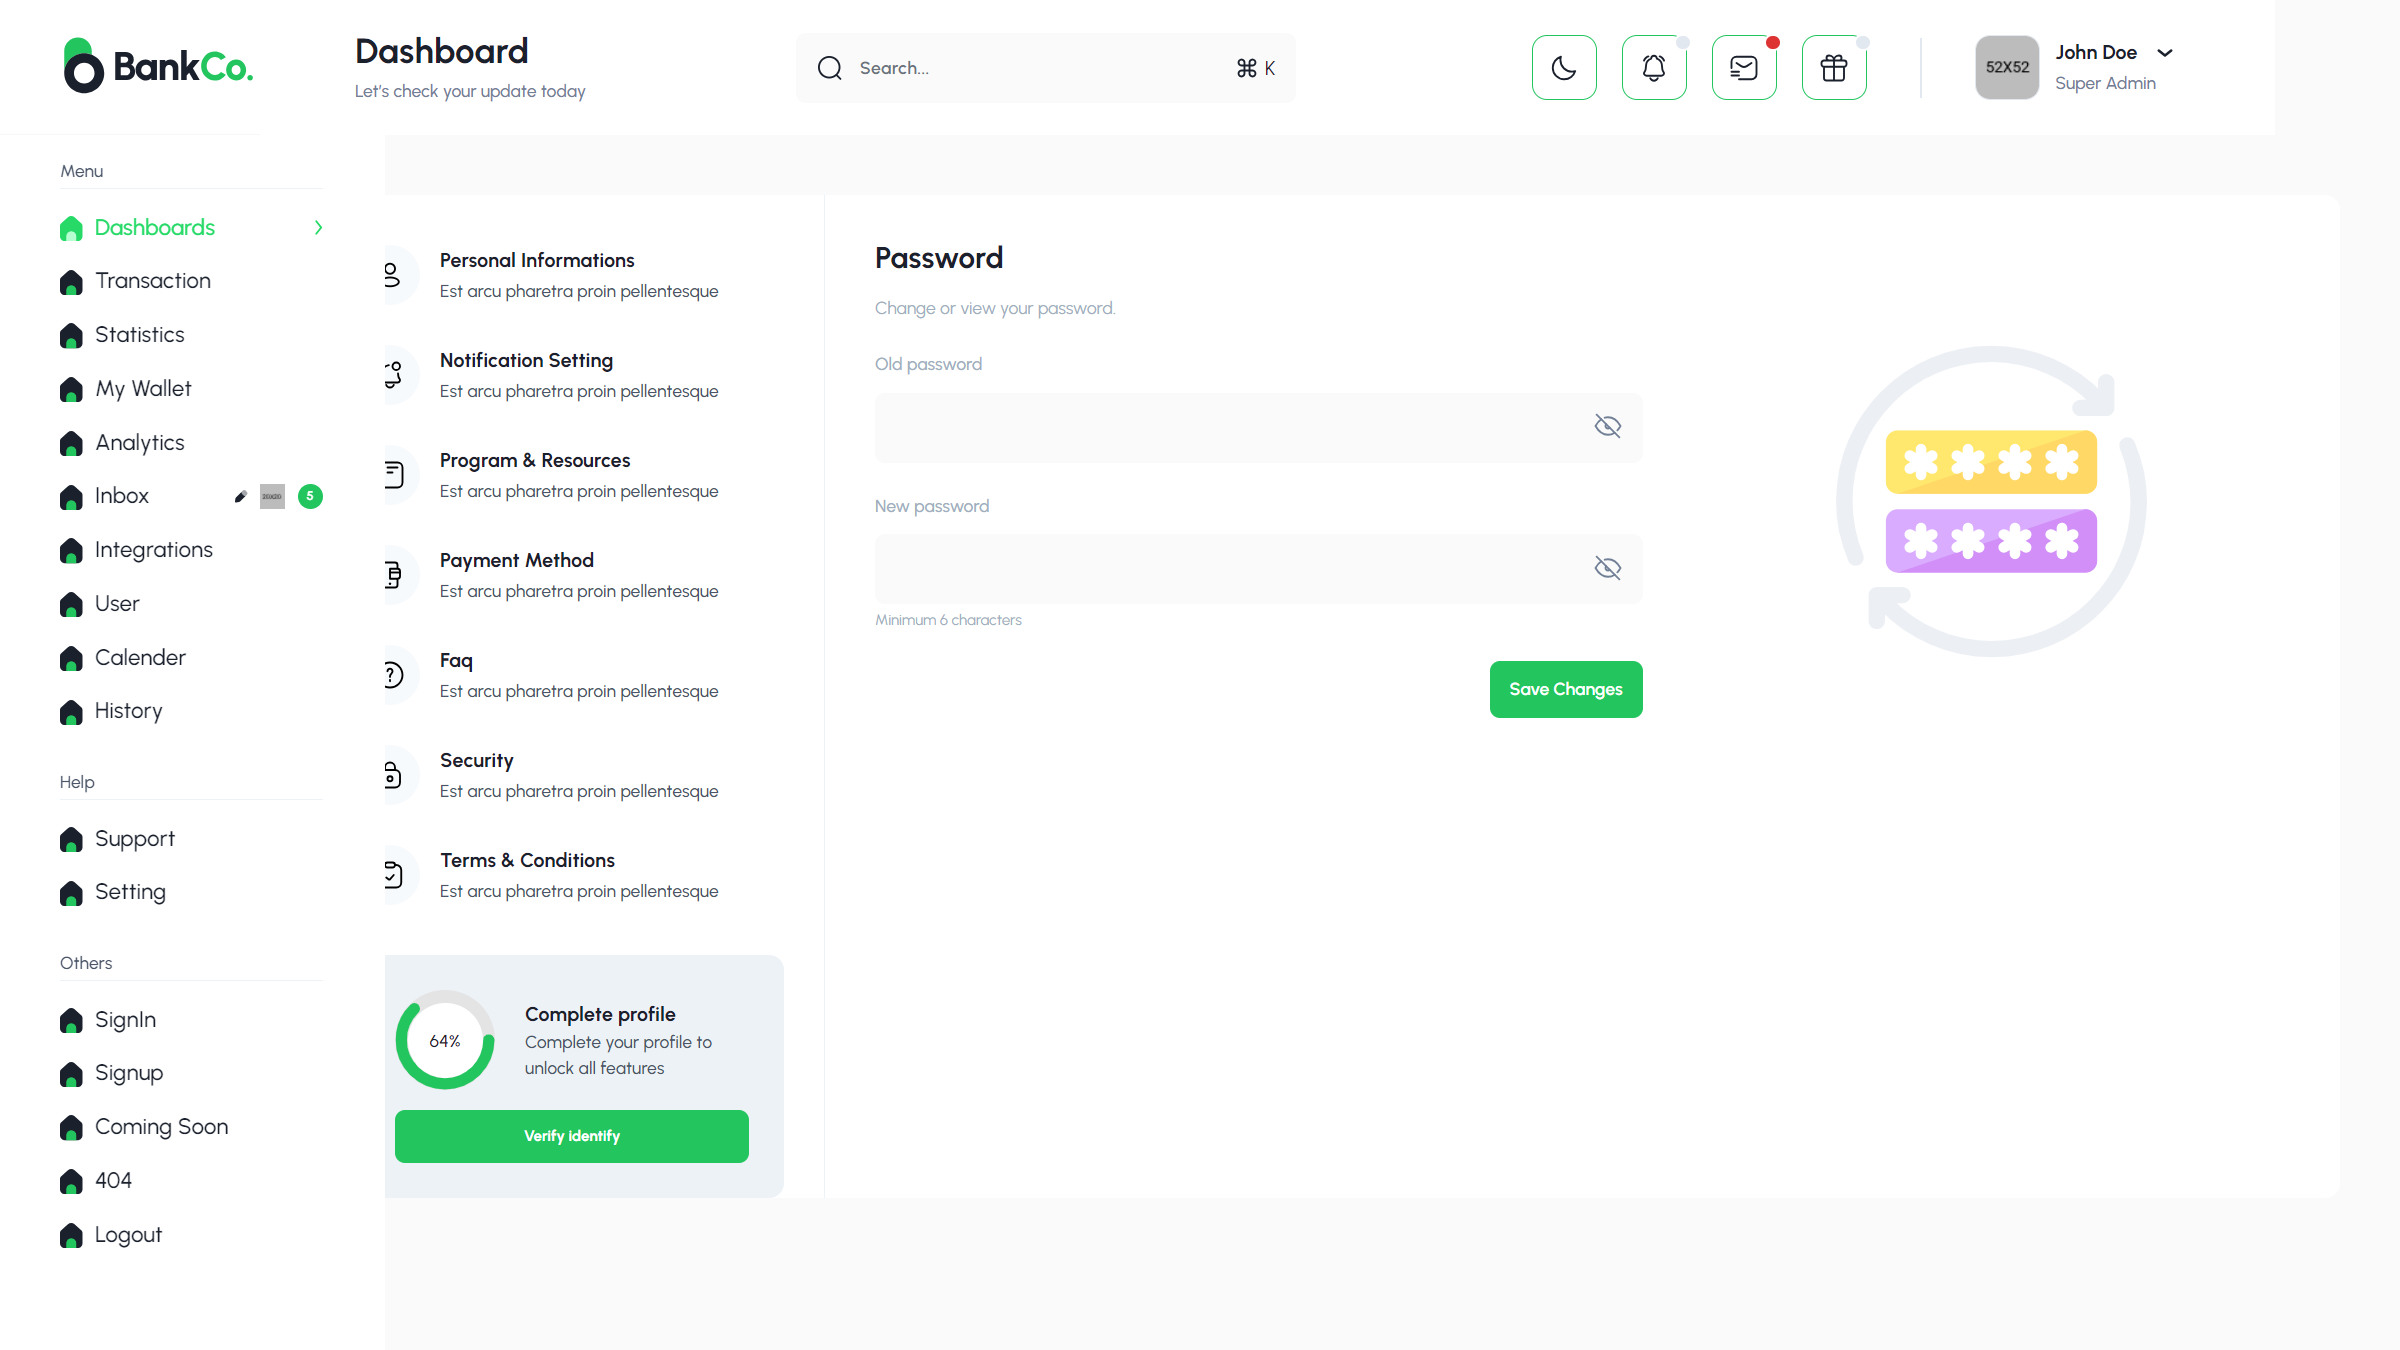 BankCo.
Dashboard
Let's check your update today
Search...
⌘ K
52X52
John Doe
Super Admin
Menu
Dashboards
Transaction
Statistics
My Wallet
Analytics
Inbox
20x20
5
Integrations
User
Calender
History
Help
Support
Setting
Others
SignIn
Signup
Coming Soon
404
Logout
Personal Informations
Est arcu pharetra proin pellentesque
Notification Setting
Est arcu pharetra proin pellentesque
Program & Resources
Est arcu pharetra proin pellentesque
Payment Method
Est arcu pharetra proin pellentesque
Faq
Est arcu pharetra proin pellentesque
Security
Est arcu pharetra proin pellentesque
Terms & Conditions
Est arcu pharetra proin pellentesque
64%
Complete profile
Complete your profile to
unlock all features
Verify identify
Password
Change or view your password.
Old password
New password
Minimum 6 characters
Save Changes
* * * *
* * * *